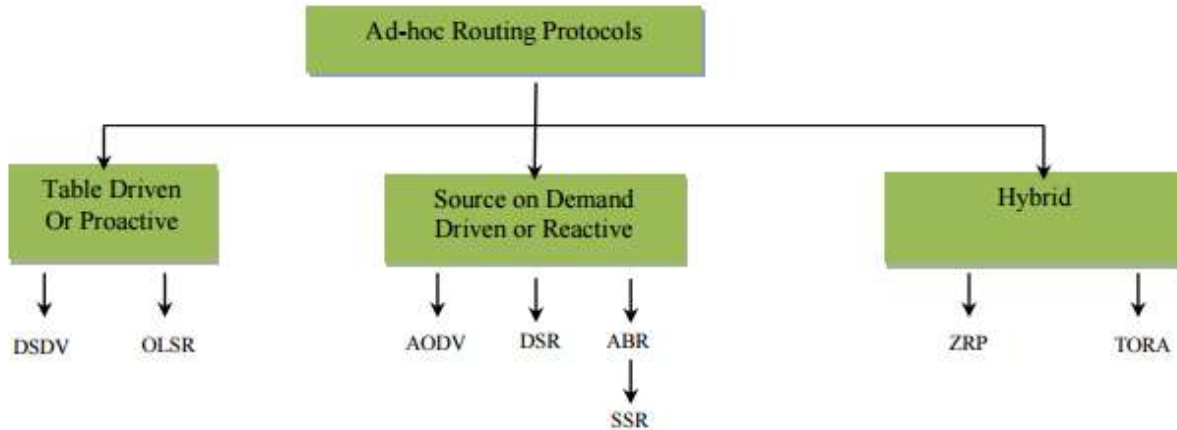 Ad-hoc Routing Protocols
Table Driven
Or Proactive
Source on Demand
Driven or Reactive
Hybrid
DSDV
OLSR
AODV
DSR
ABR
ZRP
TORA
SSR